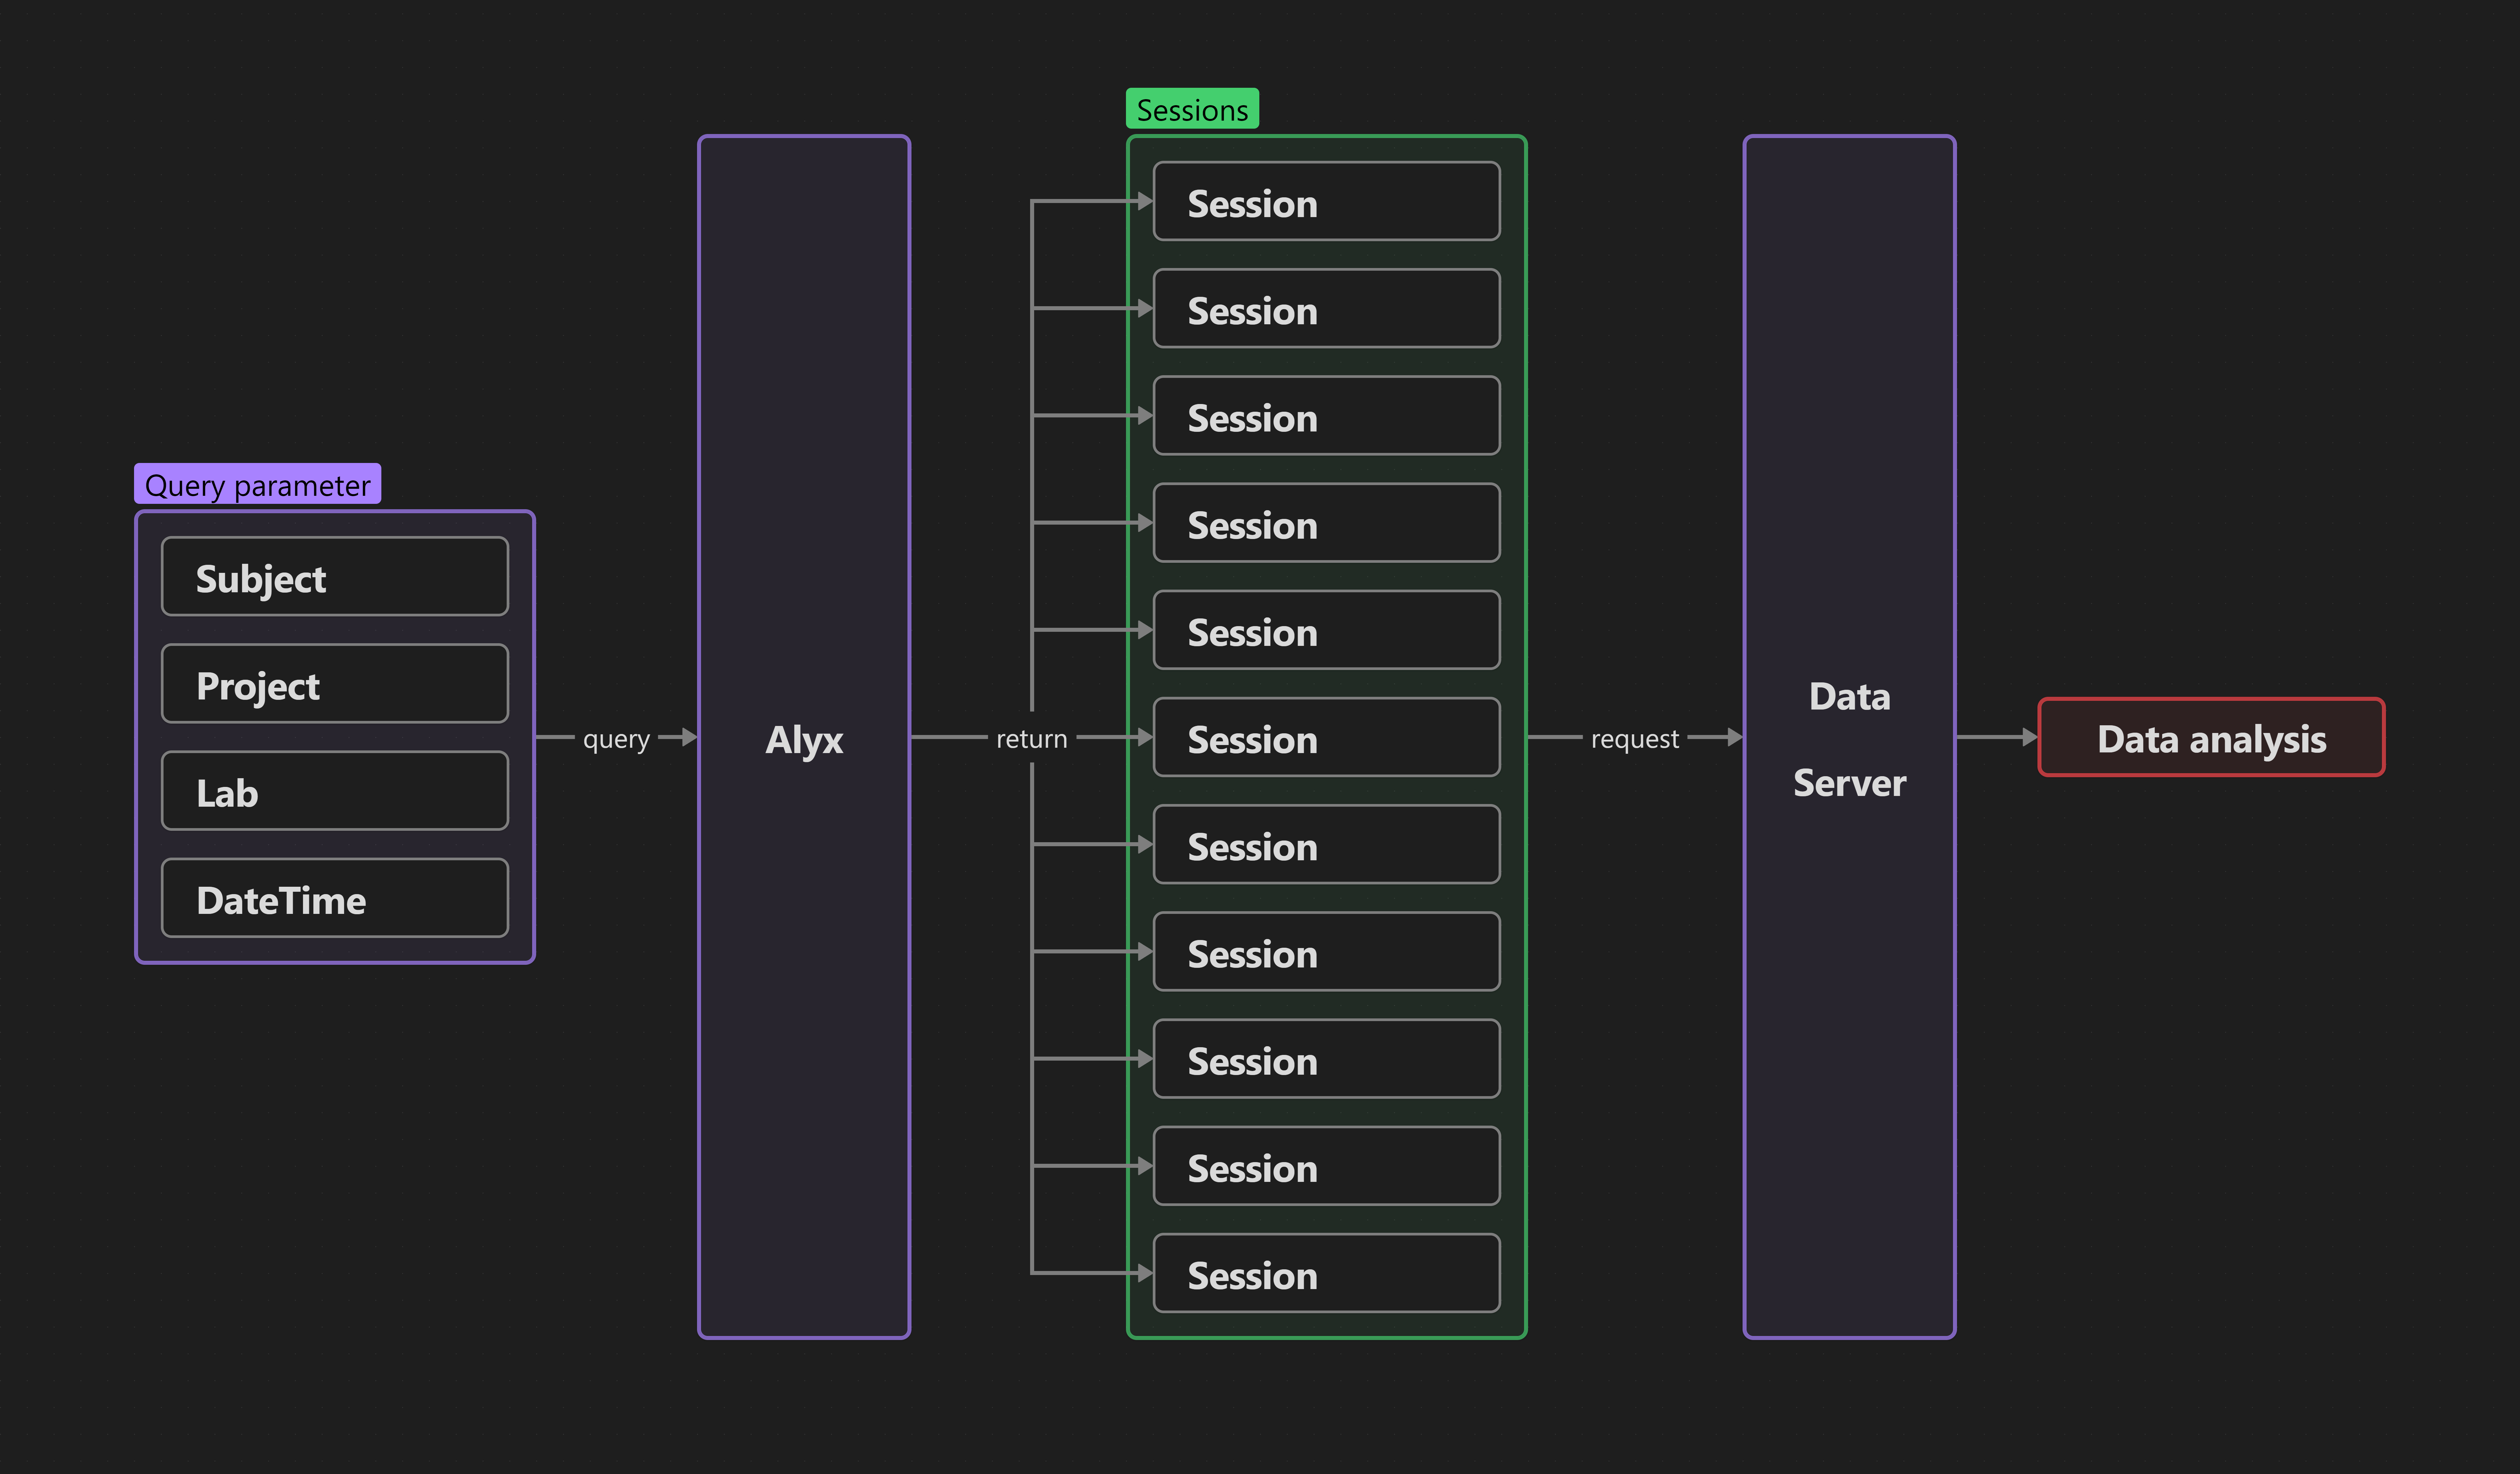 Query parameter
Subject
Project
Lab
DateTime
query
Alyx
return
Sessions
Session
Session
Session
Session
Session
Session
Session
Session
Session
Session
Session
request
Data
Server
Data analysis